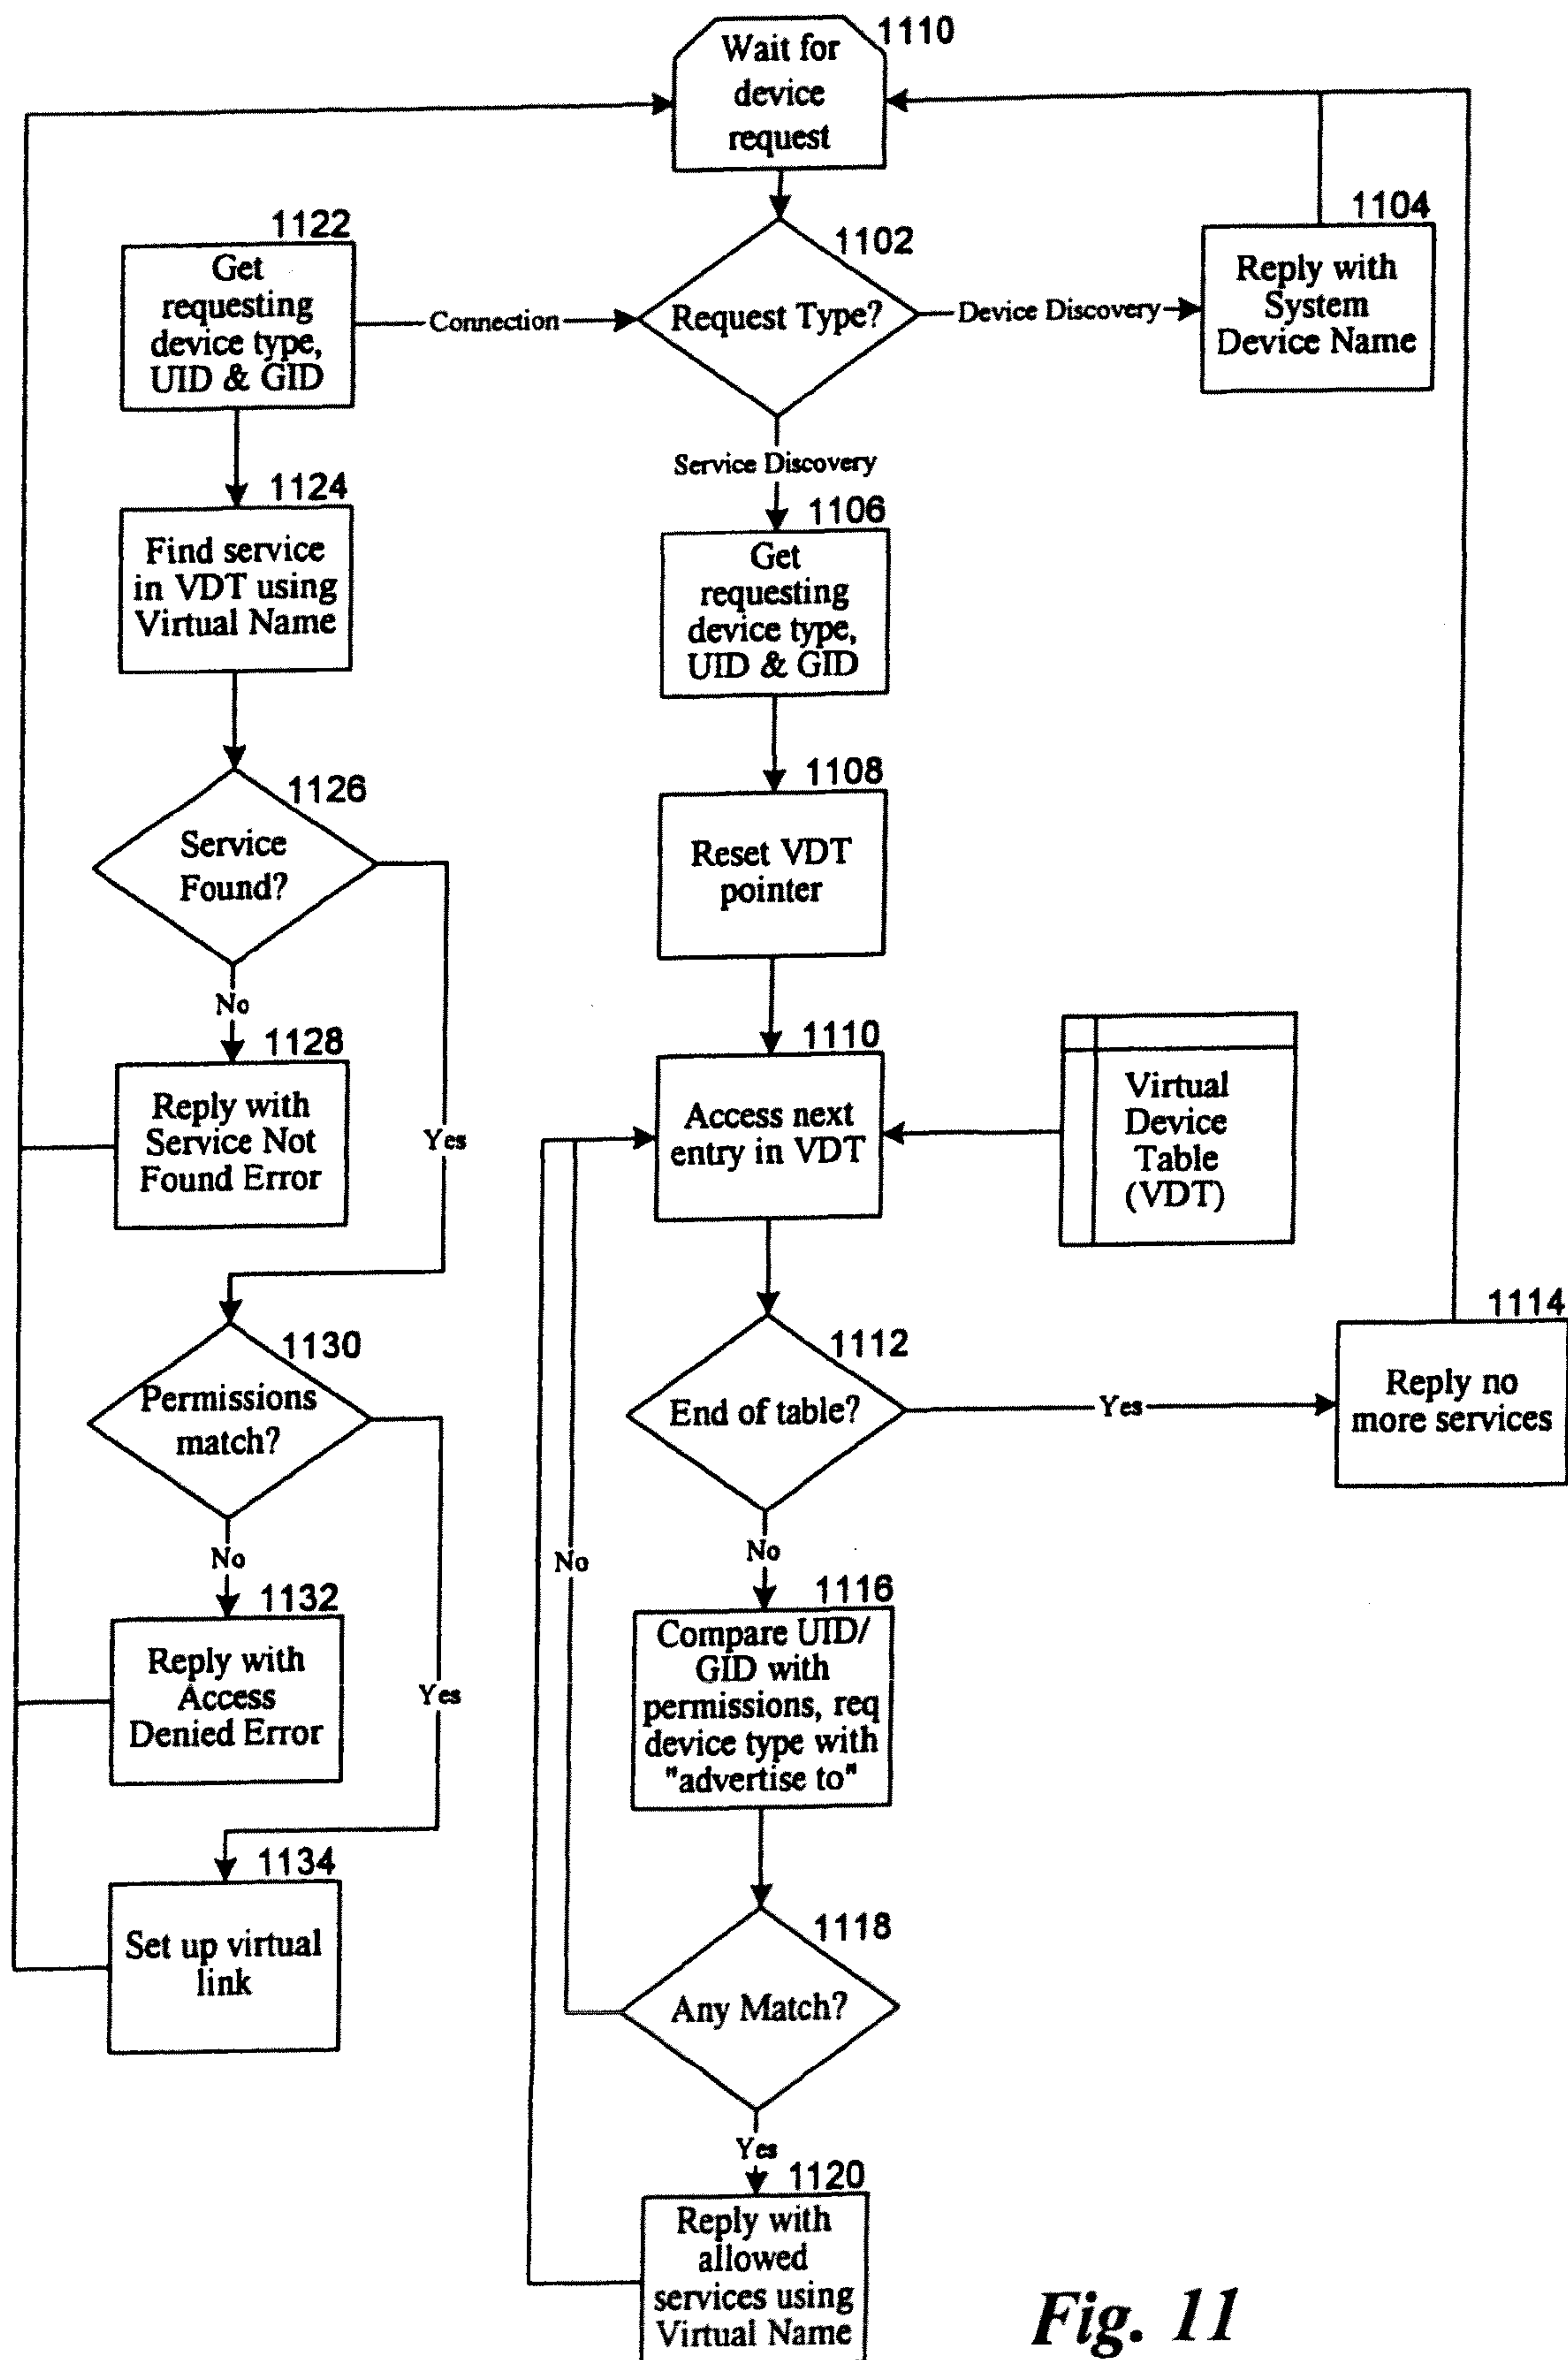 1110
Wait for
device
request
1102
Request Type?
Device Discovery
1104
Reply with
System
Device Name
Connection
1122
Get
requesting
device type,
UID & GID
1124
Find service
in VDT using
Virtual Name
1126
Service
Found?
No
Yes
1128
Reply with
Service Not
Found Error
1130
Permissions
match?
No
Yes
1132
Reply with
Access
Denied Error
1134
Set up virtual
link
Service Discovery
1106
Get
requesting
device type,
UID & GID
1108
Reset VDT
pointer
1110
Access next
entry in VDT
Virtual
Device
Table
(VDT)
1112
End of table?
Yes
1114
Reply no
more services
No
No
1116
Compare UID/
GID with
permissions, req
device type with
"advertise to"
1118
Any Match?
Yes
1120
Reply with
allowed
services using
Virtual Name
Fig. 11